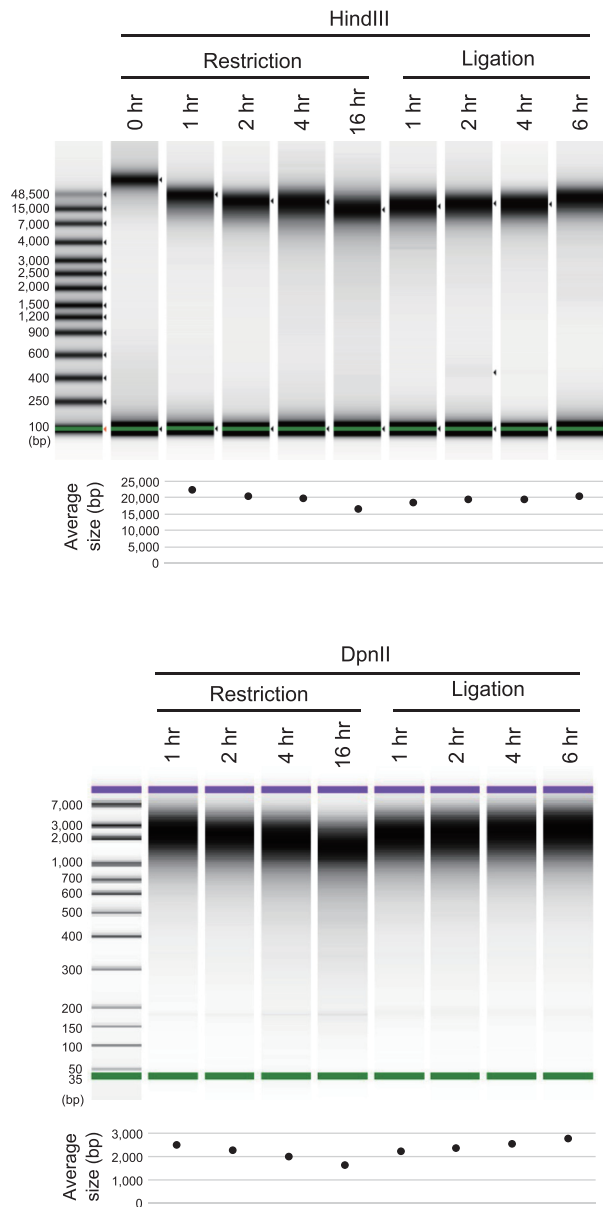 HindIII
Restriction
Ligation
0 hr
1 hr
2 hr
4 hr
16 hr
1 hr
2 hr
4 hr
6 hr
48,500
15,000
7,000
4,000
3,000
2,500
2,000
1,500
1,200
900
600
400
250
100
(bp)
Average
size (bp)
25,000
20,000
15,000
10,000
5,000
0
DpnII
Restriction
Ligation
1 hr
2 hr
4 hr
16 hr
1 hr
2 hr
4 hr
6 hr
7,000
3,000
2,000
1,000
700
600
500
400
300
200
150
100
50
35
(bp)
Average
size (bp)
3,000
2,000
1,000
0